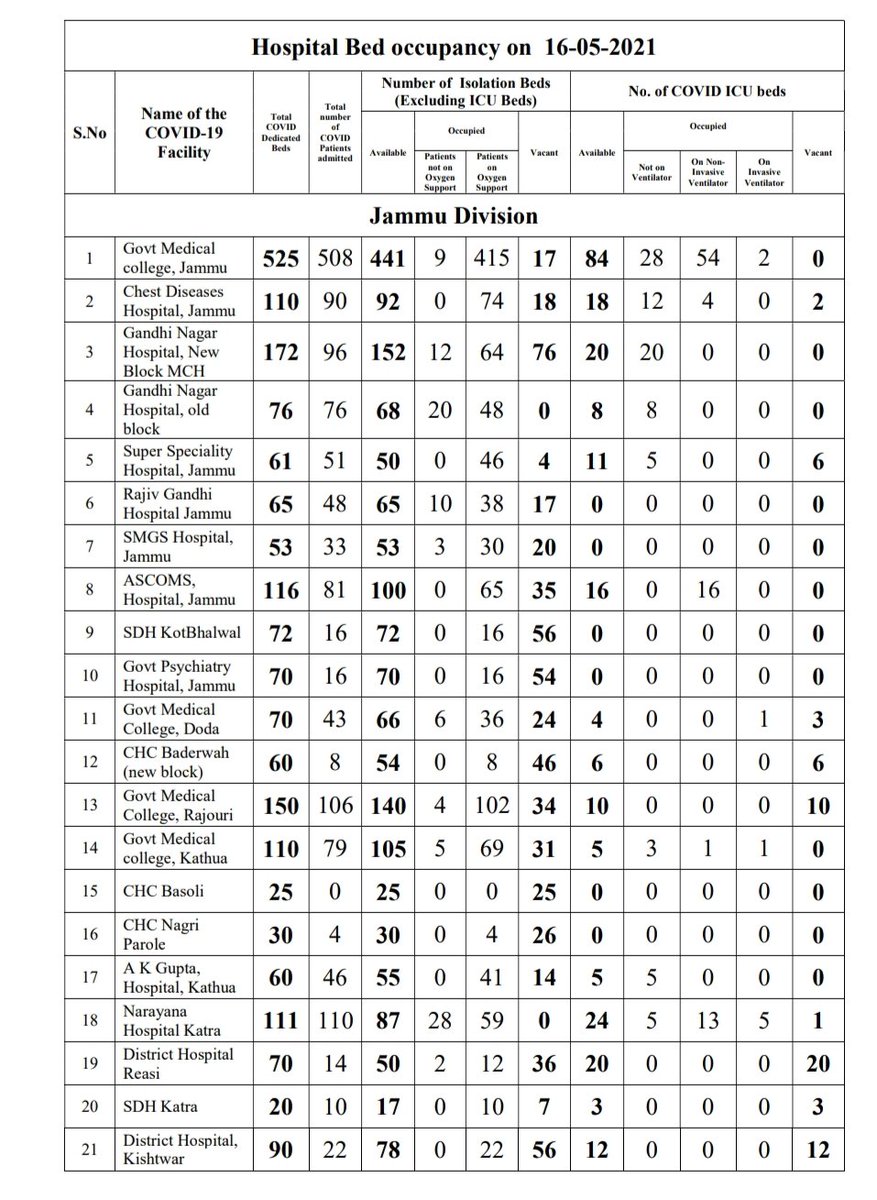 Hospital Bed occupancy on 16-05-2021
S.No
Name of the
COVID-19
Facility
Total
COVID
Dedicated
Beds
Total
number
of
COVID
Patients
admitted
Number of Isolation Beds
(Excluding ICU Beds)
No. of COVID ICU beds
Available
Occupied
Vacant
Available
Occupied
Vacant
Patients
not on
Oxygen
Support
Patients
on
Oxygen
Support
Not on
Ventilator
On Non-
Invasive
Ventilator
On
Invasive
Ventilator
Jammu Division
1 Govt Medical
college, Jammu 525 508 441 9 415 17 84 28 54 2 0
2 Chest Diseases
Hospital, Jammu 110 90 92 0 74 18 18 12 4 0 2
3 Gandhi Nagar
Hospital, New
Block MCH 172 96 152 12 64 76 20 20 0 0 0
4 Gandhi Nagar
Hospital, old
block 76 76 68 20 48 0 8 8 0 0 0
5 Super Speciality
Hospital, Jammu 61 51 50 0 46 4 11 5 0 0 6
6 Rajiv Gandhi
Hospital Jammu 65 48 65 10 38 17 0 0 0 0 0
7 SMGS Hospital,
Jammu 53 33 53 3 30 20 0 0 0 0 0
8 ASCOMS,
Hospital, Jammu 116 81 100 0 65 35 16 0 16 0 0
9 SDH KotBhalwal 72 16 72 0 16 56 0 0 0 0 0
10 Govt Psychiatry
Hospital, Jammu 70 16 70 0 16 54 0 0 0 0 0
11 Govt Medical
College, Doda 70 43 66 6 36 24 4 0 0 1 3
12 CHC Baderwah
(new block) 60 8 54 0 8 46 6 0 0 0 6
13 Govt Medical
College, Rajouri 150 106 140 4 102 34 10 0 0 0 10
14 Govt Medical
college, Kathua 110 79 105 5 69 31 5 3 1 1 0
15 CHC Basoli 25 0 25 0 0 25 0 0 0 0 0
16 CHC Nagri
Parole 30 4 30 0 4 26 0 0 0 0 0
17 A K Gupta,
Hospital, Kathua 60 46 55 0 41 14 5 5 0 0 0
18 Narayana
Hospital Katra 111 110 87 28 59 0 24 5 13 5 1
19 District Hospital
Reasi 70 14 50 2 12 36 20 0 0 0 20
20 SDH Katra 20 10 17 0 10 7 3 0 0 0 3
21 District Hospital,
Kishtwar 90 22 78 0 22 56 12 0 0 0 12